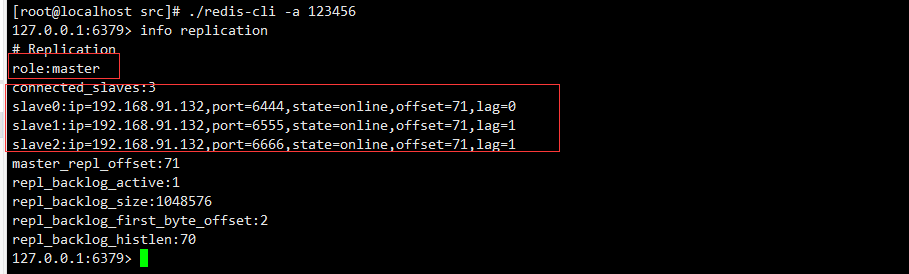 [root@localhost src]# ./redis-cli -a 123456
127.0.0.1:6379> info replication
# Replication
role:master
connected_slaves:3
slave0:ip=192.168.91.132,port=6444,state=online,offset=71,lag=0
slave1:ip=192.168.91.132,port=6555,state=online,offset=71,lag=1
slave2:ip=192.168.91.132,port=6666,state=online,offset=71,lag=1
master_repl_offset:71
repl_backlog_active:1
repl_backlog_size:1048576
repl_backlog_first_byte_offset:2
repl_backlog_histlen:70
127.0.0.1:6379>